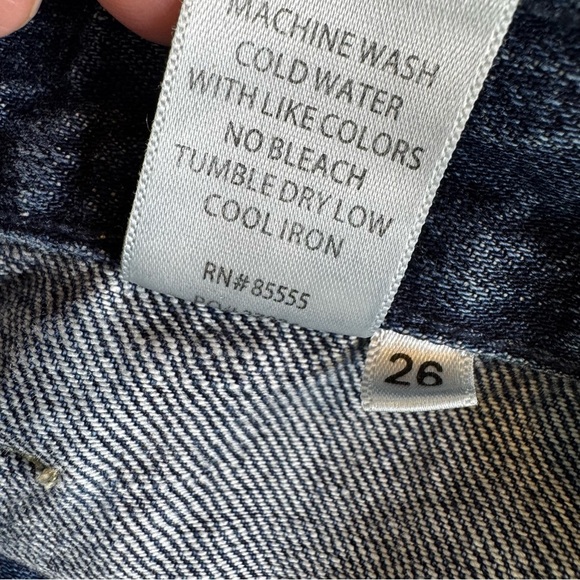 MACHINE WASH
COLD WATER
WITH LIKE COLORS
NO BLEACH
TUMBLE DRY LOW
COOL IRON
RN# 85555
26